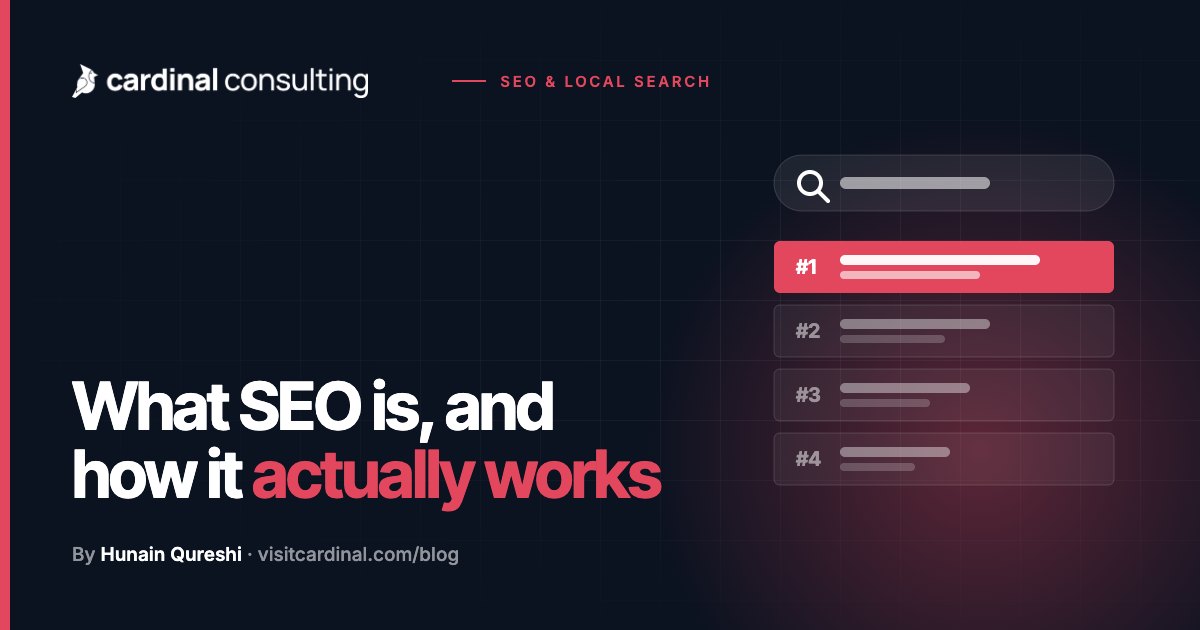 cardinal consulting
SEO & LOCAL SEARCH
#1
#2
#3
#4
What SEO is, and
how it actually works
By Hunain Qureshi · visitcardinal.com/blog